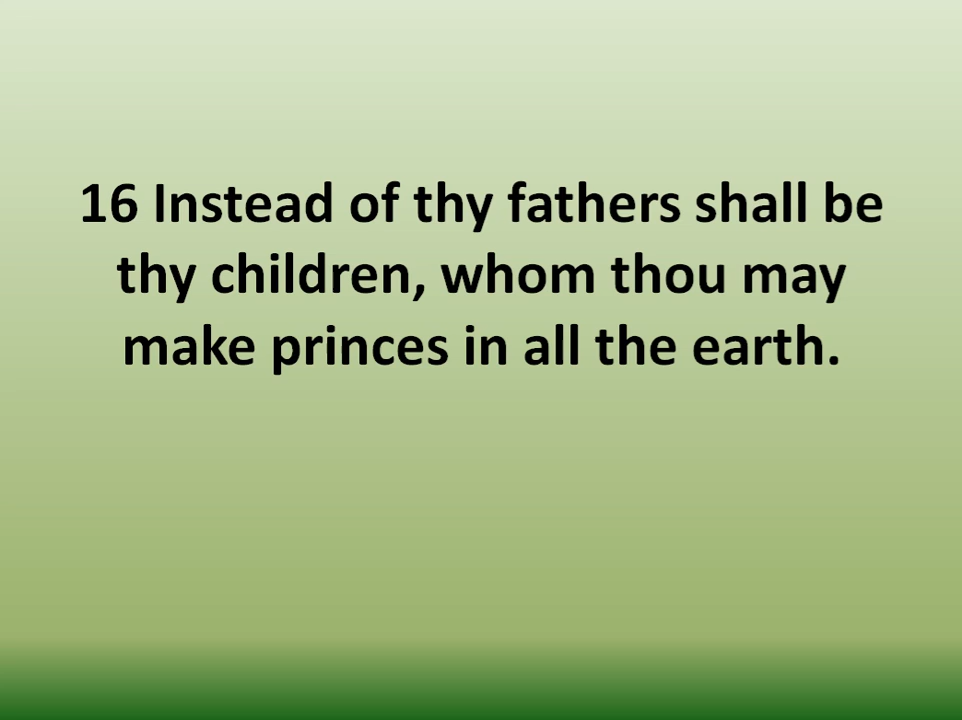 16 Instead of thy fathers shall be
thy children, whom thou may
make princes in all the earth.